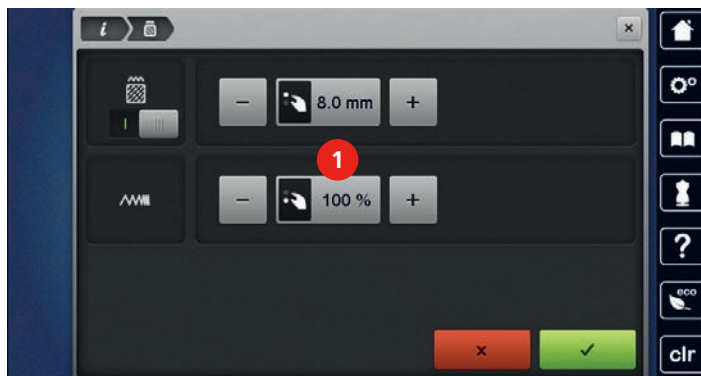 i
×
− 8.0 mm +
1
− 100 % +
?
eco
clr